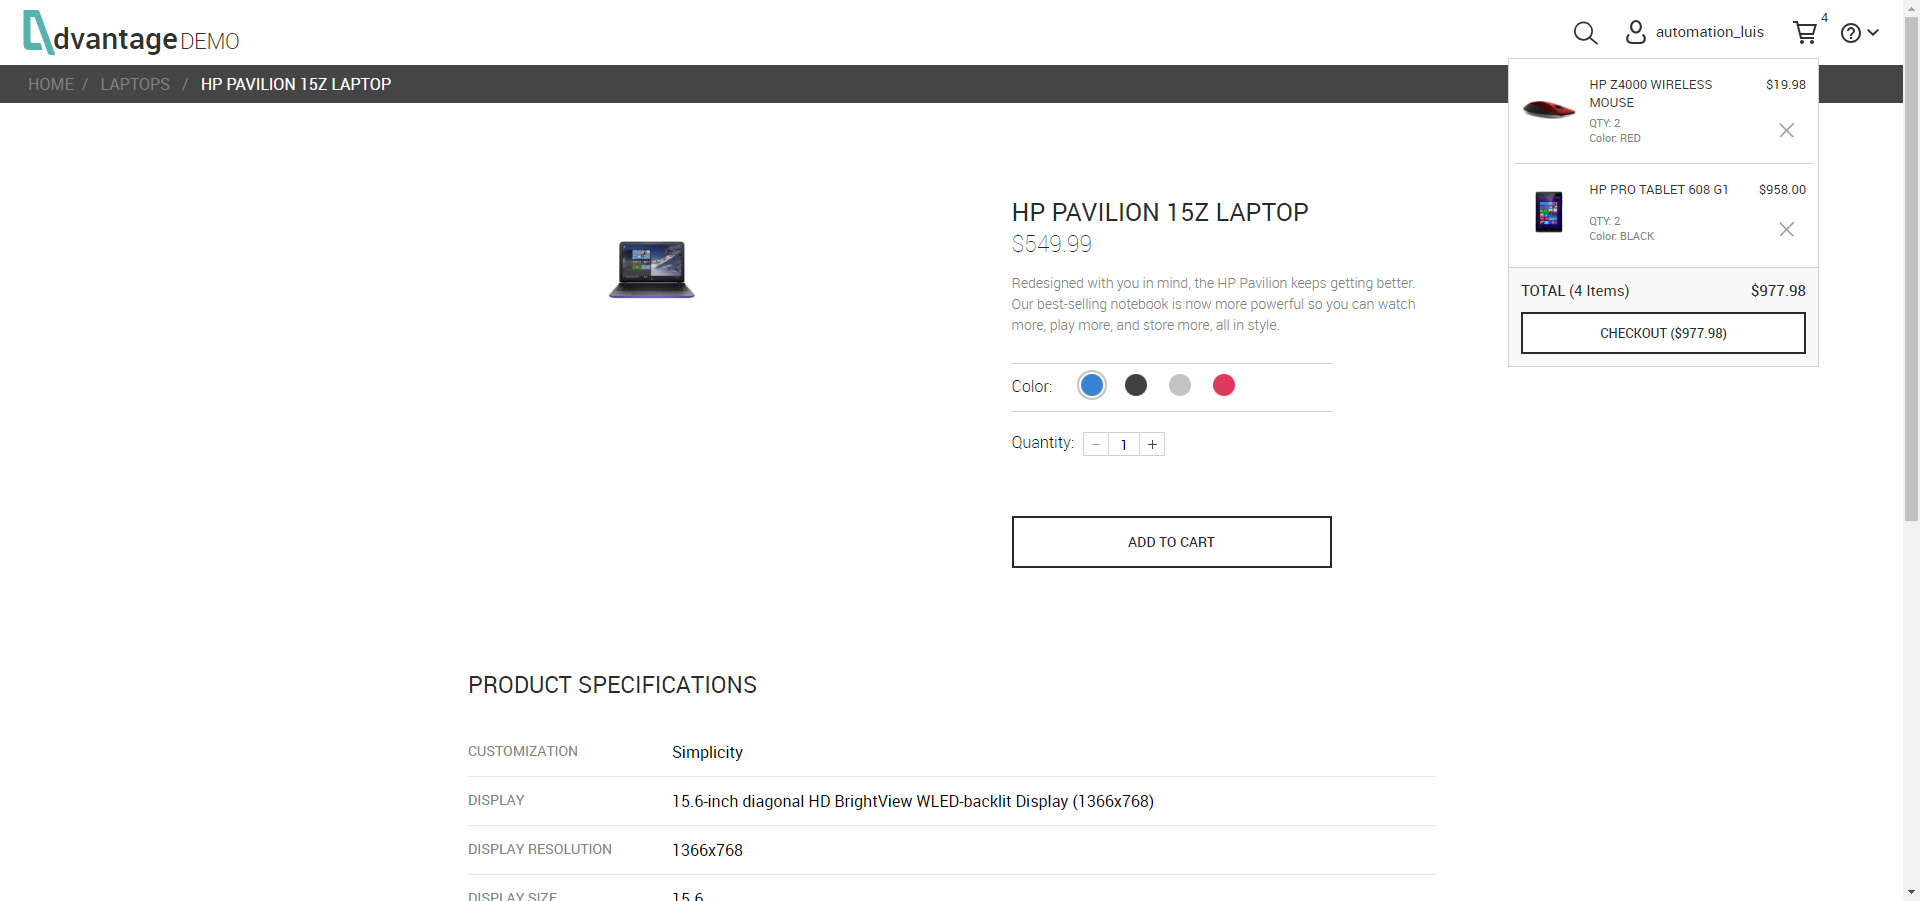 dvantage DEMO
automation_luis
4
HOME / LAPTOPS / HP PAVILION 15Z LAPTOP
HP Z4000 WIRELESS
MOUSE
$19.98
QTY: 2
Color: RED
HP PRO TABLET 608 G1
$958.00
QTY: 2
Color: BLACK
TOTAL (4 Items)
$977.98
CHECKOUT ($977.98)
HP PAVILION 15Z LAPTOP
$549.99
Redesigned with you in mind, the HP Pavilion keeps getting better.
Our best-selling notebook is now more powerful so you can watch
more, play more, and store more, all in style.
Color:
Quantity: − 1 +
ADD TO CART
PRODUCT SPECIFICATIONS
CUSTOMIZATION Simplicity
DISPLAY 15.6-inch diagonal HD BrightView WLED-backlit Display (1366x768)
DISPLAY RESOLUTION 1366x768
DISPLAY SIZE 15.6